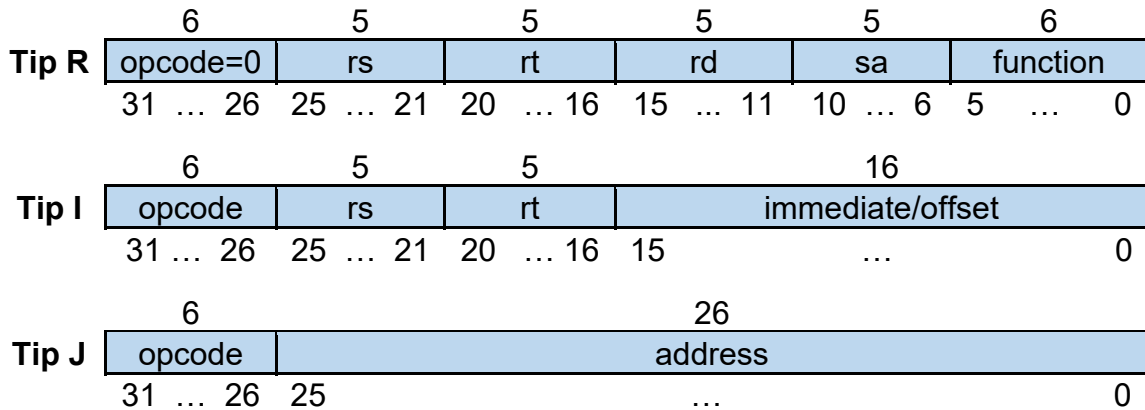 6 5 5 5 5 6
Tip R opcode=0 rs rt rd sa function
31 … 26 25 … 21 20 … 16 15 ... 11 10 … 6 5 … 0
6 5 5 16
Tip I opcode rs rt immediate/offset
31 … 26 25 … 21 20 … 16 15 … 0
6 26
Tip J opcode address
31 … 26 25 … 0